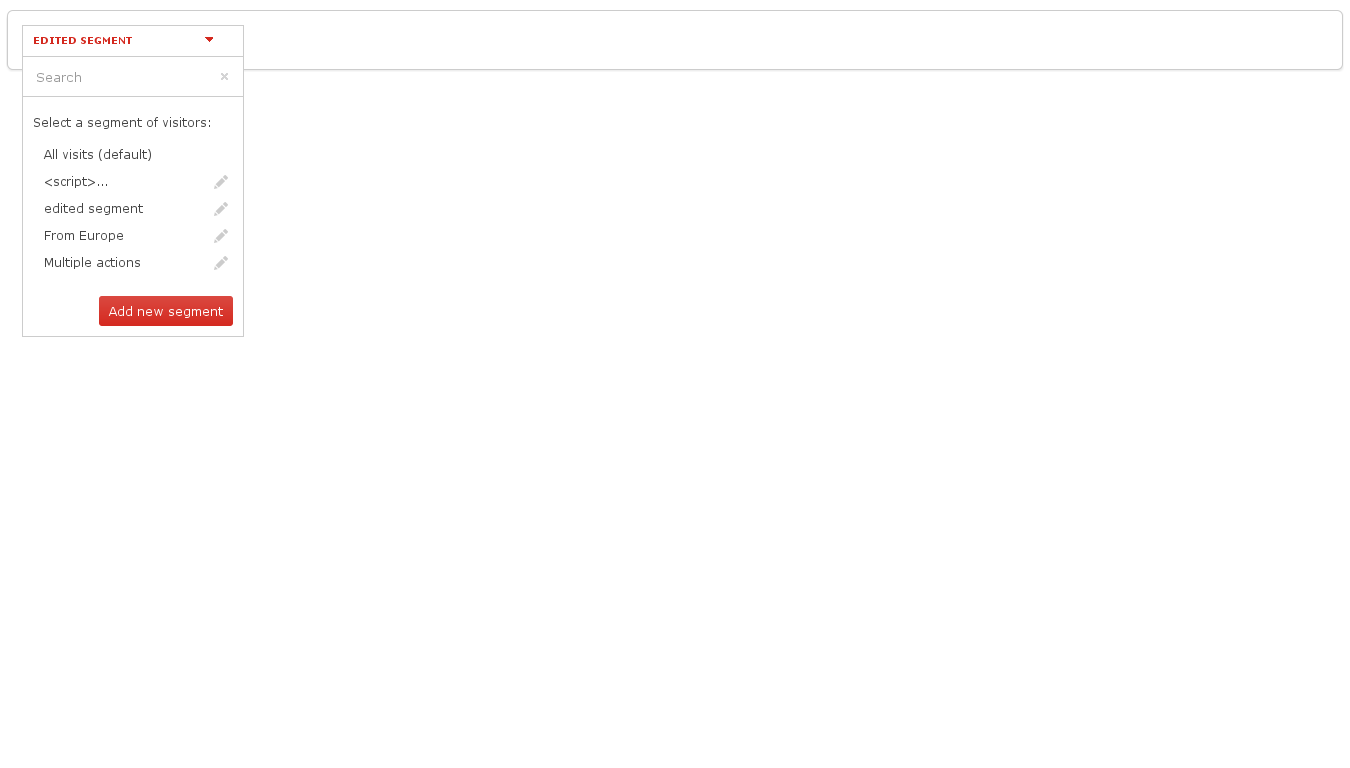 EDITED SEGMENT
Search
Select a segment of visitors:
All visits (default)
<script>...
edited segment
From Europe
Multiple actions
Add new segment